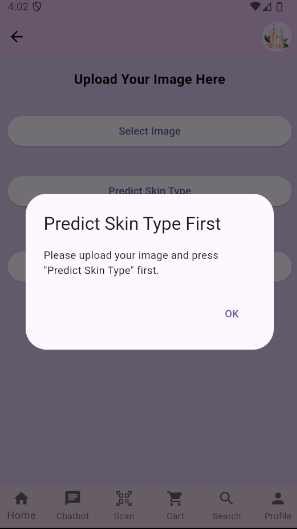 4:02
Upload Your Image Here
Select Image
Predict Skin Type
Predict Skin Type First
Please upload your image and press
"Predict Skin Type" first.
OK
Home
Chatbot
Scan
Cart
Search
Profile